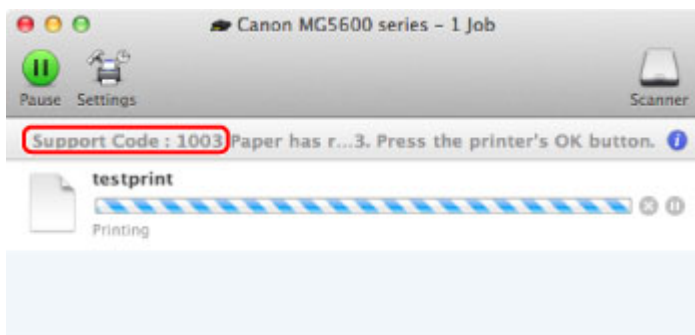 Canon MG5600 series – 1 Job
Pause Settings Scanner
Support Code : 1003 Paper has r...3. Press the printer's OK button.
testprint
Printing